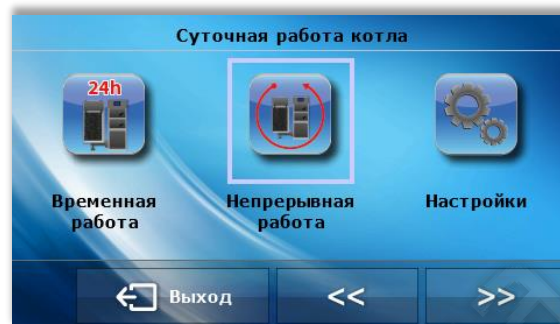 Суточная работа котла
24h
Временная
работа
Непрерывная
работа
Настройки
Выход
<<
>>